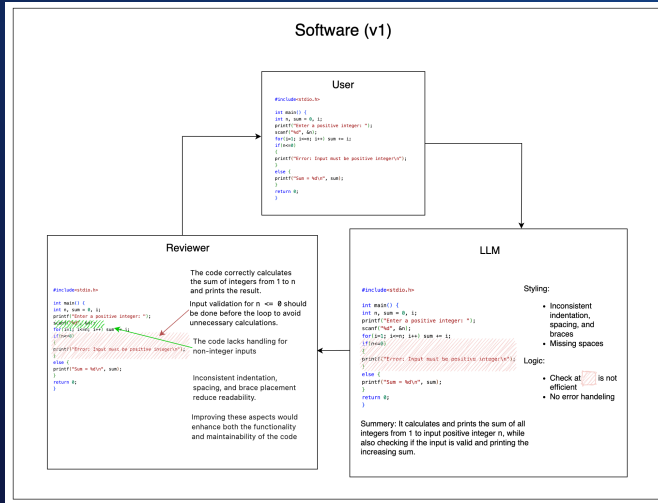 Software (v1)
User
#include<stdio.h>
int main() {
int n, sum = 0, i;
printf("Enter a positive integer: ");
scanf("%d", &n);
for(i=1; i<=n; i++) sum += i;
if(n<=0)
{
printf("Error: Input must be positive integer\n");
}
else {
printf("Sum = %d\n", sum);
}
return 0;
}
Reviewer
#include<stdio.h>
int main() {
int n, sum = 0, i;
printf("Enter a positive integer: ");
scanf("%d", &n);
for(i=1; i<=n; i++) sum += i;
if(n<=0)
{
printf("Error: Input must be positive integer\n");
}
else {
printf("Sum = %d\n", sum);
}
return 0;
}
The code correctly calculates
the sum of integers from 1 to n
and prints the result.
Input validation for n <= 0 should
be done before the loop to avoid
unnecessary calculations.
The code lacks handling for
non-integer inputs
Inconsistent indentation,
spacing, and brace placement
reduce readability.
Improving these aspects would
enhance both the functionality
and maintainability of the code
LLM
#include<stdio.h>
int main() {
int n, sum = 0, i;
printf("Enter a positive integer: ");
scanf("%d", &n);
for(i=1; i<=n; i++) sum += i;
if(n<=0)
{
printf("Error: Input must be positive integer\n");
}
else {
printf("Sum = %d\n", sum);
}
return 0;
}
Styling:
• Inconsistent
indentation,
spacing, and
braces
• Missing spaces
Logic:
• Check at is not
efficient
• No error handeling
Summery: It calculates and prints the sum of all
integers from 1 to input positive integer n, while
also checking if the input is valid and printing the
increasing sum.